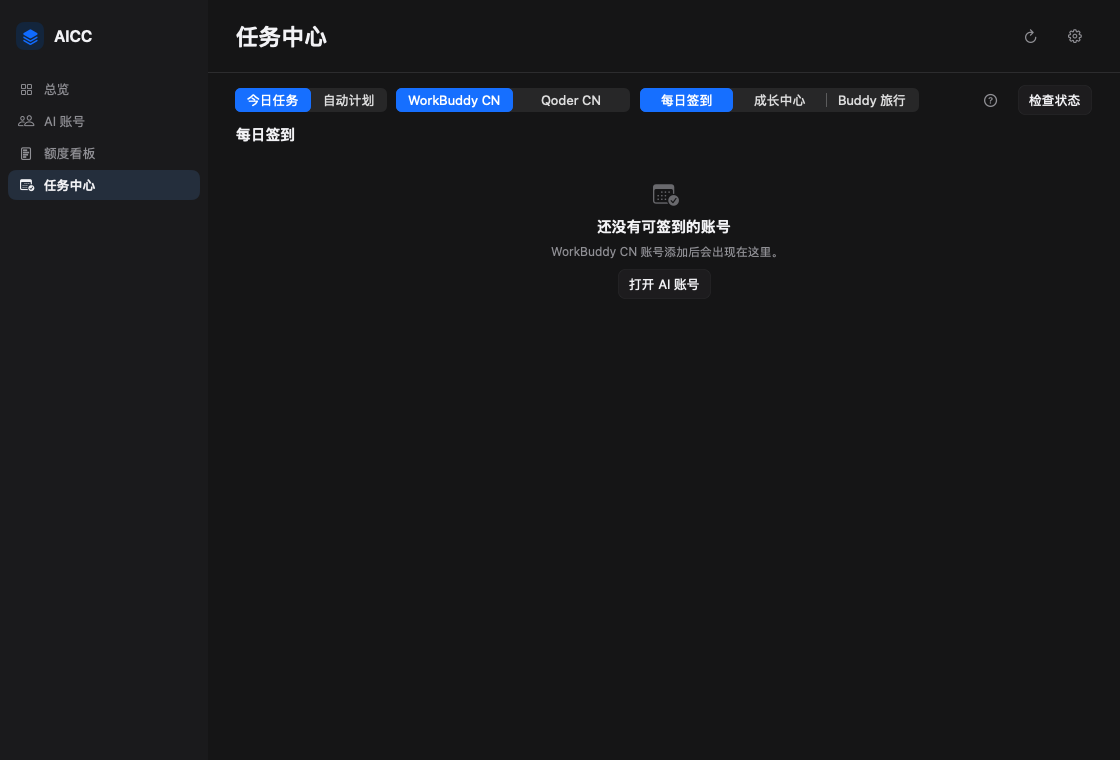 AICC
总览
AI 账号
额度看板
任务中心
任务中心
今日任务 自动计划 WorkBuddy CN Qoder CN 每日签到 成长中心 Buddy 旅行 检查状态
每日签到
还没有可签到的账号
WorkBuddy CN 账号添加后会出现在这里。
打开 AI 账号